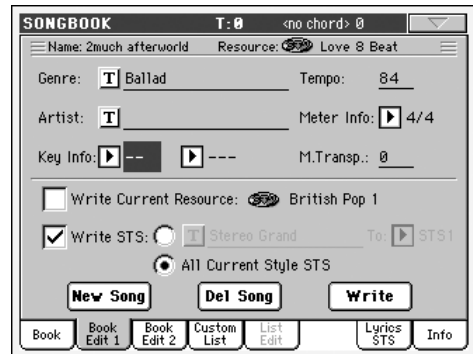 SONGBOOK T:0 <no chord> 0
Name: 2much afterworld Resource: Love 8 Beat
Genre: T Ballad Tempo: 84
Artist: T Meter Info: 4/4
Key Info: -- --- M.Transp.: 0
Write Current Resource: British Pop 1
Write STS: T Stereo Grand To: STS1
All Current Style STS
New Song Del Song Write
Book Book Edit 1 Book Edit 2 Custom List List Edit Lyrics STS Info